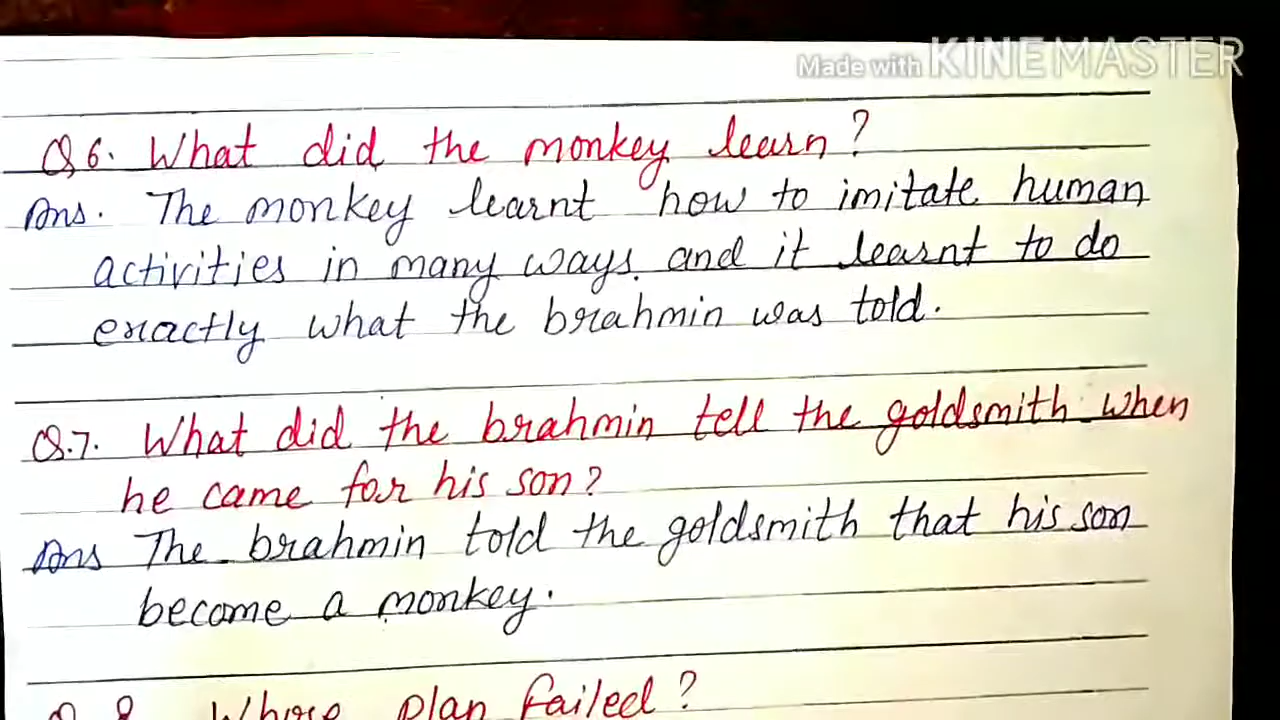 Made with KINEMASTER
Q6. What did the monkey learn?
Ans. The monkey learnt how to imitate human
activities in many ways and it learnt to do
exactly what the brahmin was told.
Q.7. What did the brahmin tell the goldsmith when
he came for his son?
Ans The brahmin told the goldsmith that his son
become a monkey.
Q. 8. Whose plan failed?